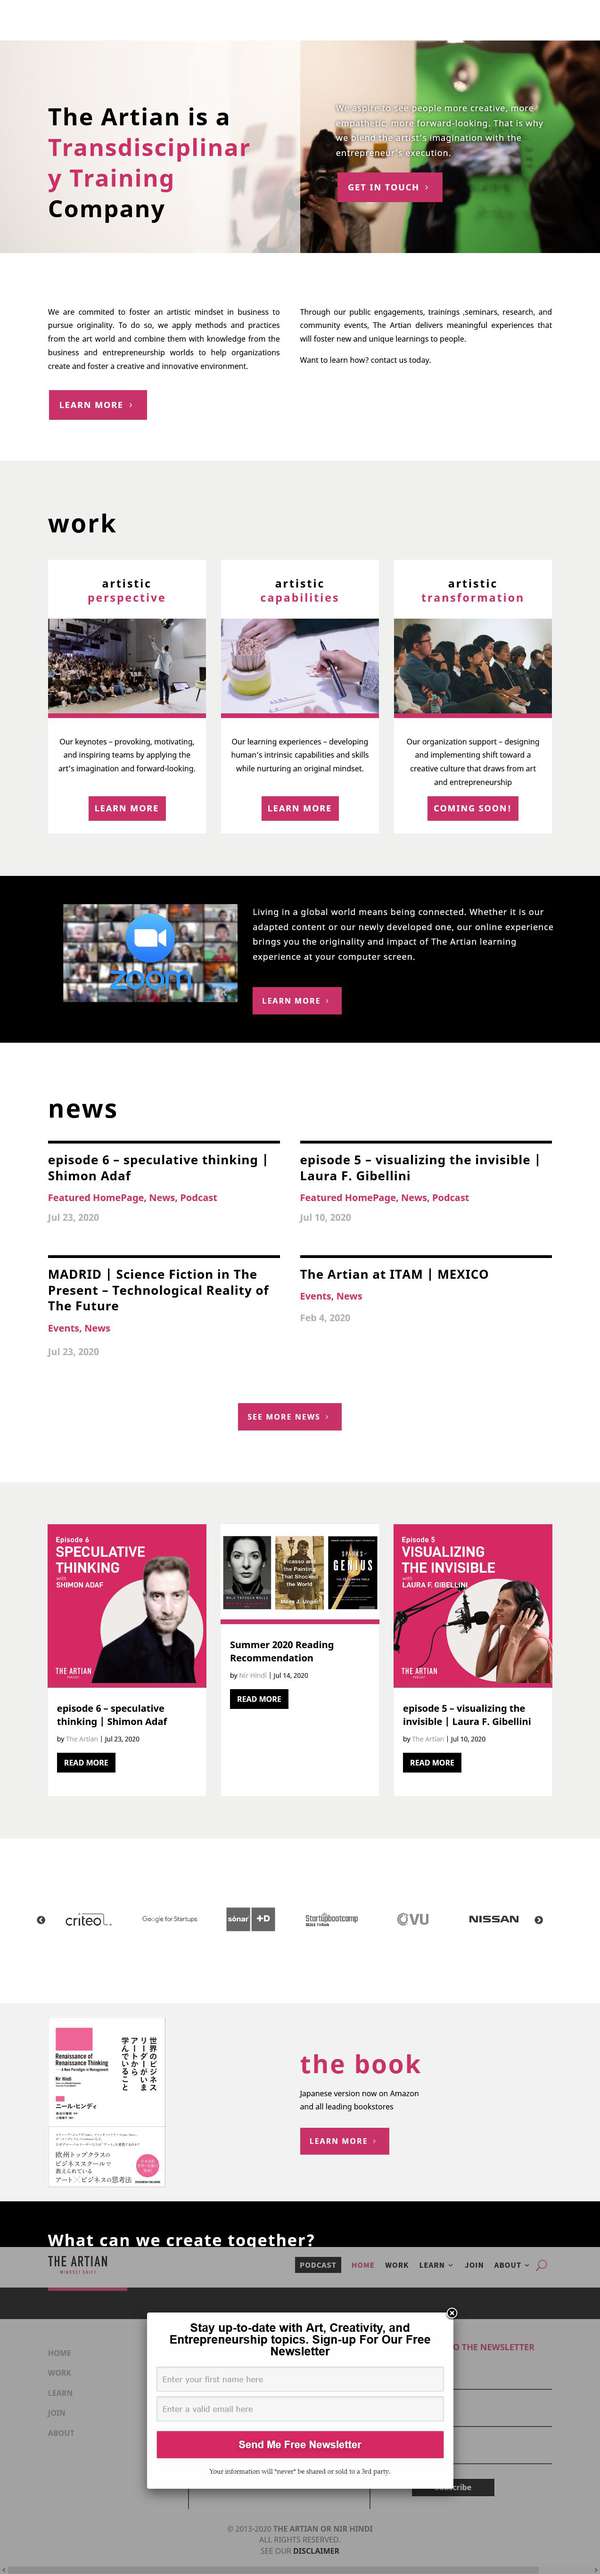 The Artian is a
Transdisciplinar
y Training
Company
We aspire to see people more creative, more
empathetic, more forward-looking. That is why
we blend the artist's imagination with the
entrepreneur's execution.
GET IN TOUCH
We are commited to foster an artistic mindset in business to
pursue originality. To do so, we apply methods and practices
from the art world and combine them with knowledge from the
business and entrepreneurship worlds to help organizations
create and foster a creative and innovative environment.
LEARN MORE
Through our public engagements, trainings ,seminars, research, and
community events, The Artian delivers meaningful experiences that
will foster new and unique learnings to people.
Want to learn how? contact us today.
work
artistic
perspective
Our keynotes – provoking, motivating,
and inspiring teams by applying the
art's imagination and forward-looking.
LEARN MORE
artistic
capabilities
Our learning experiences – developing
human's intrinsic capabilities and skills
while nurturing an original mindset.
LEARN MORE
artistic
transformation
Our organization support – designing
and implementing shift toward a
creative culture that draws from art
and entrepreneurship
COMING SOON!
zoom
Living in a global world means being connected. Whether it is our
adapted content or our newly developed one, our online experience
brings you the originality and impact of The Artian learning
experience at your computer screen.
LEARN MORE
news
episode 6 – speculative thinking |
Shimon Adaf
Featured HomePage, News, Podcast
Jul 23, 2020
episode 5 – visualizing the invisible |
Laura F. Gibellini
Featured HomePage, News, Podcast
Jul 10, 2020
MADRID | Science Fiction in The
Present – Technological Reality of
The Future
Events, News
Jul 23, 2020
The Artian at ITAM | MEXICO
Events, News
Feb 4, 2020
SEE MORE NEWS
Episode 6
SPECULATIVE
THINKING
with
SHIMON ADAF
THE ARTIAN
PODCAST
episode 6 – speculative
thinking | Shimon Adaf
by The Artian | Jul 23, 2020
READ MORE
WALK THROUGH WALLS
Picasso and
the Painting
That Shocked
the World
Miles J. Unger
SPARKS
GENIUS
Summer 2020 Reading
Recommendation
by Nir Hindi | Jul 14, 2020
READ MORE
Episode 5
VISUALIZING
THE INVISIBLE
with
LAURA F. GIBELLINI
THE ARTIAN
PODCAST
episode 5 – visualizing the
invisible | Laura F. Gibellini
by The Artian | Jul 10, 2020
READ MORE
criteo
Google for Startups
sónar +D
Startupbootcamp
VU
NISSAN
Renaissance of
Renaissance Thinking
A New Paradigm in Management
Nir Hindi
世界のビジネス
リーダーがいま
アートから
学んでいること
ニール・ヒンディ
欧州トップクラスの
ビジネススクールで
教えられている
アート×ビジネスの思考法
the book
Japanese version now on Amazon
and all leading bookstores
LEARN MORE
What can we create together?
THE ARTIAN
MINDSET SHIFT
PODCAST
HOME
WORK
LEARN
JOIN
ABOUT
Stay up-to-date with Art, Creativity, and
Entrepreneurship topics. Sign-up For Our Free
Newsletter
Enter your first name here
Enter a valid email here
Send Me Free Newsletter
Your information will *never* be shared or sold to a 3rd party.
HOME
WORK
LEARN
JOIN
ABOUT
O THE NEWSLETTER
© 2013-2020 THE ARTIAN OR NIR HINDI
ALL RIGHTS RESERVED.
SEE OUR DISCLAIMER